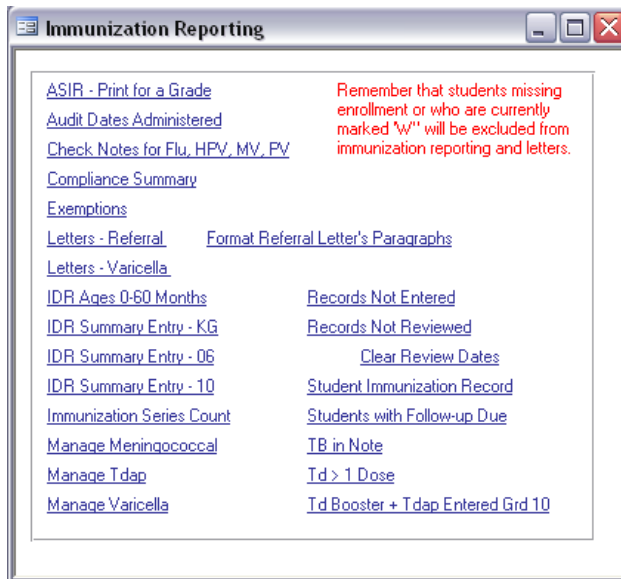 Immunization Reporting
ASIR - Print for a Grade
Remember that students missing
enrollment or who are currently
marked "W" will be excluded from
immunization reporting and letters.
Audit Dates Administered
Check Notes for Flu, HPV, MV, PV
Compliance Summary
Exemptions
Letters - Referral
Format Referral Letter's Paragraphs
Letters - Varicella
IDR Ages 0-60 Months
Records Not Entered
IDR Summary Entry - KG
Records Not Reviewed
IDR Summary Entry - 06
Clear Review Dates
IDR Summary Entry - 10
Student Immunization Record
Immunization Series Count
Students with Follow-up Due
Manage Meningococcal
TB in Note
Manage Tdap
Td > 1 Dose
Manage Varicella
Td Booster + Tdap Entered Grd 10